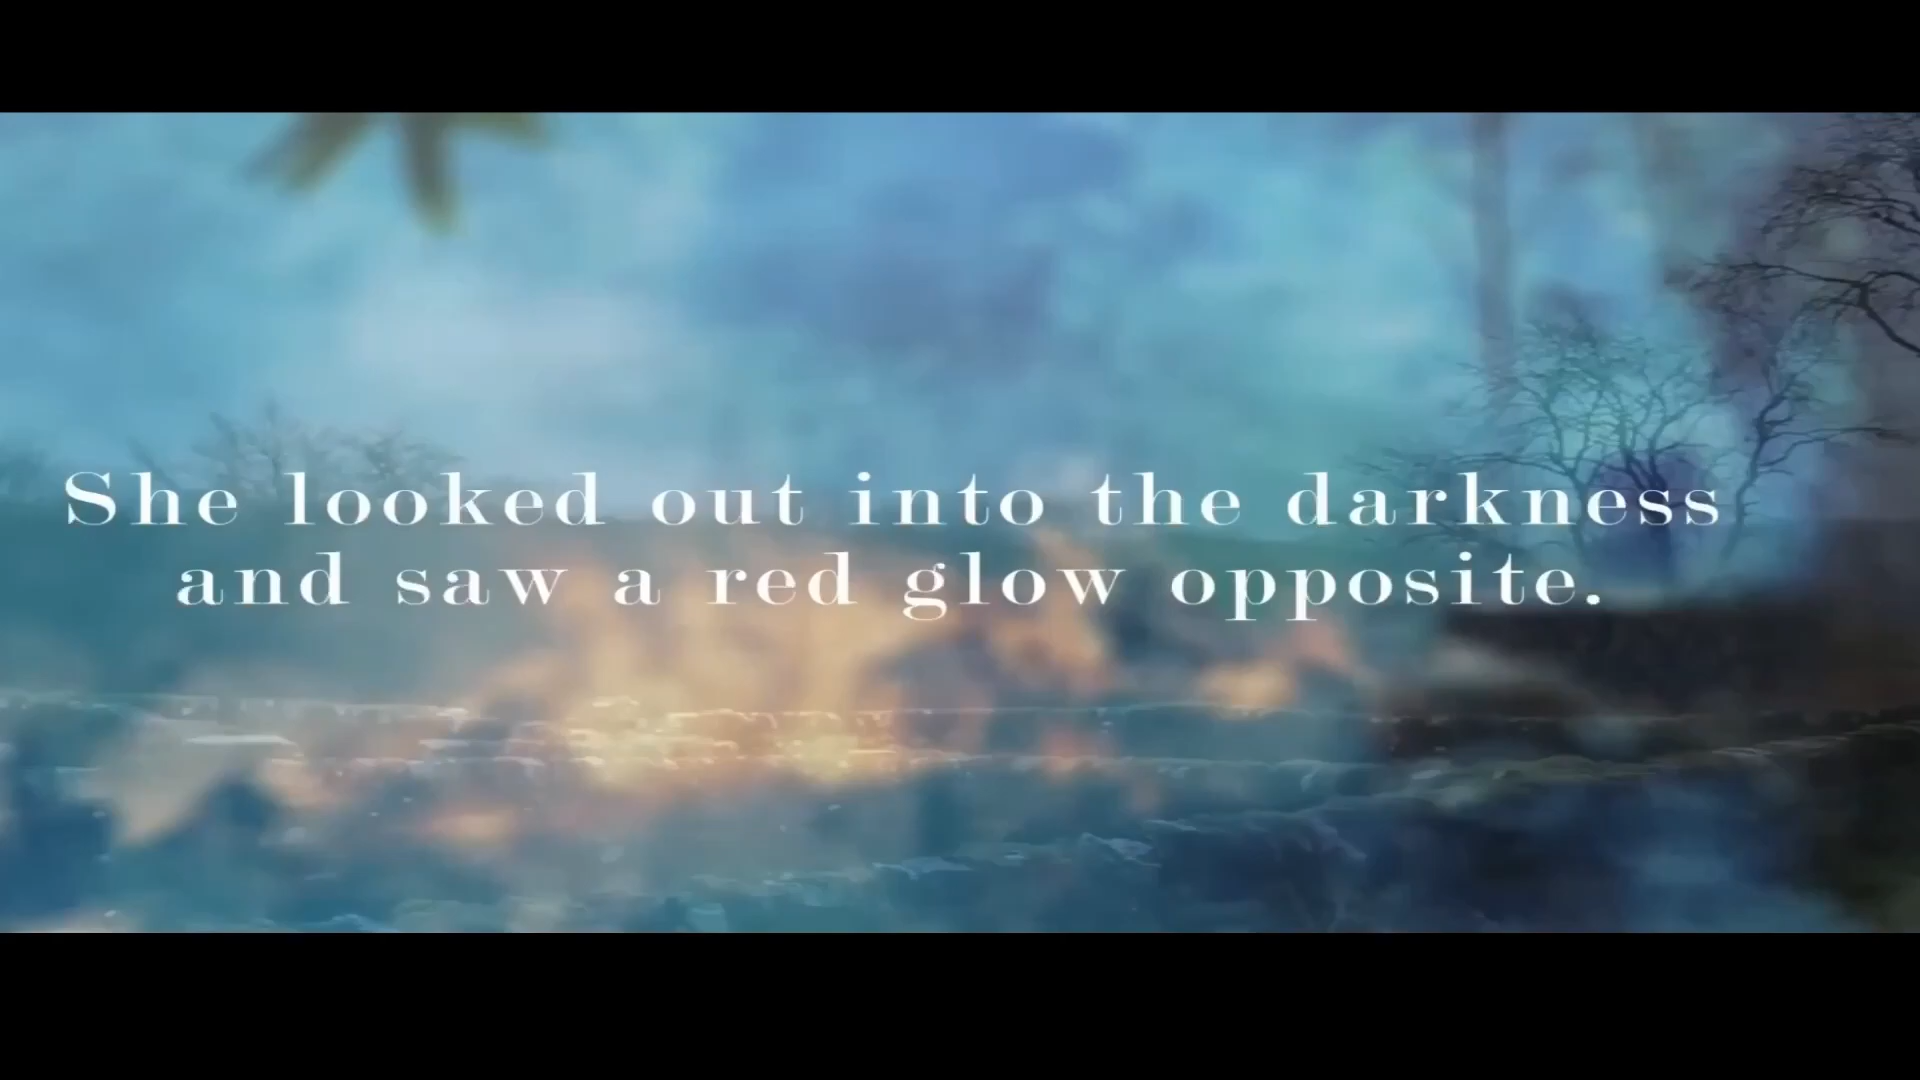 She looked out into the darkness
and saw a red glow opposite.